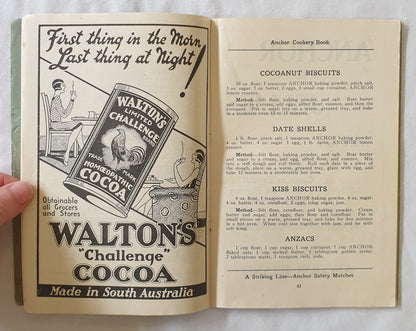 First thing in the Morn
Last thing at Night!
WALTON'S
LIMITED
CHALLENGE
TRADE MARK
HOMŒOPATHIC
COCOA
Obtainable
all Grocers
and Stores
WALTON'S
"Challenge"
COCOA
Made in South Australia
Anchor Cookery Book
COCOANUT BISCUITS
10 oz. flour, 1 teaspoon ANCHOR baking powder, pinch salt,
5 oz. sugar, 5 oz. butter, 2 eggs, ½ small cup cocoanut, ANCHOR
lemon essence.
Method.—Sift flour, baking powder, and salt. Beat butter
and sugar to a cream; add eggs, sifted flour, essence, and then the
cocoanut. Put in small lots on a warm, greased tray, and bake
in a moderate oven 12 to 15 minutes.
DATE SHELLS
1 lb. flour, pinch salt, 1 teaspoon ANCHOR baking powder,
4 oz. butter, 4 oz. sugar, 1 egg, 1 lb. dates, ANCHOR lemon
essence.
Method.—Sift flour, baking powder, and salt. Beat butter
and sugar to a cream; add egg, sifted flour, and essence. Mix
into a stiff dough and roll. Roll each date in a piece of
dough. Place on a warm, greased tray, glaze with egg, and
bake 12 minutes in a moderately hot oven.
KISS BISCUITS
4 oz. flour, 1 teaspoon ANCHOR baking powder, 4 oz. butter,
4 oz. sugar, 4 oz. cornflour, 2 eggs, icing sugar, jam.
Method.—Sift flour, cornflour, and baking powder. Cream
butter and sugar, add eggs, then flour and cornflour. Put in
small pieces on a warm, greased tray, and bake for five minutes
in a hot oven. When cool join together with jam, and ice with
soft icing.
ANZACS
1 cup flour, 1 cup sugar, 1 cup cocoanut, 1 cup ANCHOR
flaked oats, 1 cup melted butter, 1 tablespoon golden syrup,
2 tablespoons water, 1 teaspoon carb. soda.
A Striking Line—Anchor Safety Matches
42